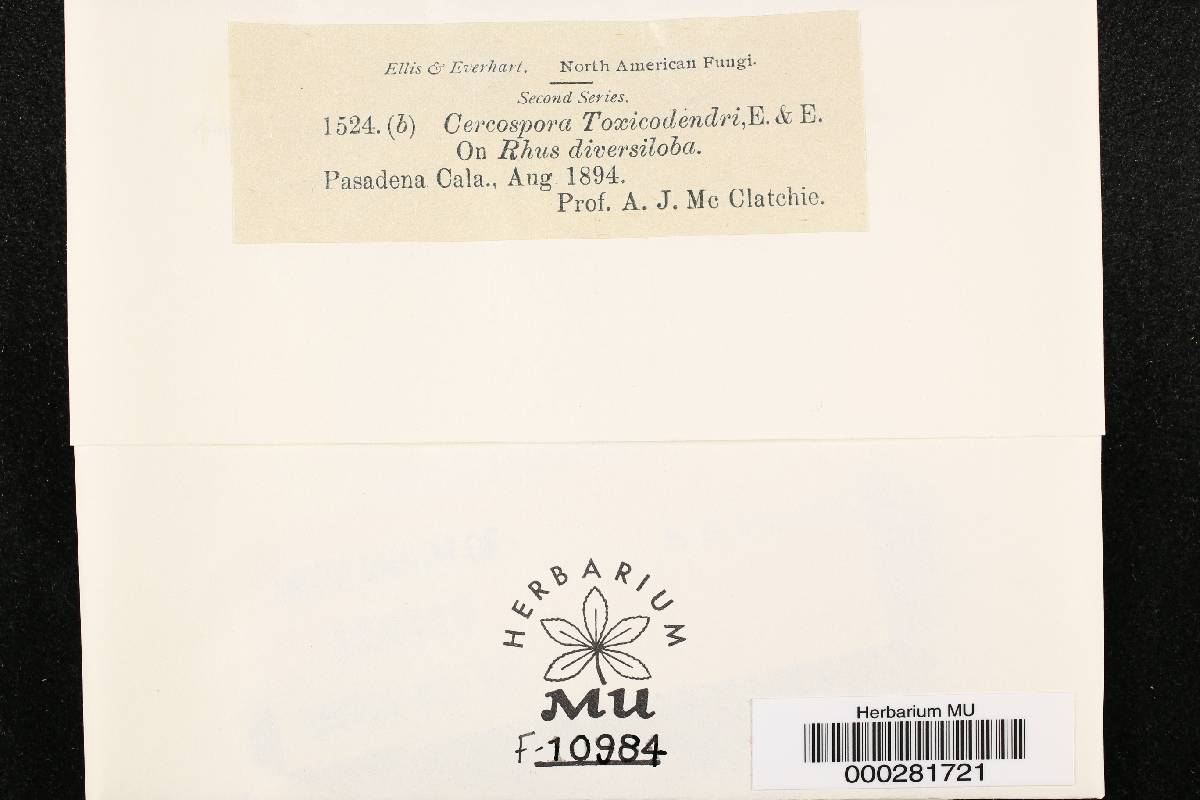 Ellis & Everhart. North American Fungi.
Second Series.
1524. (b) Cercospora Toxicodendri, E. & E.
On Rhus diversiloba.
Pasadena Cala., Aug 1894.
Prof. A. J. Mc Clatchie.
HERBARIUM
MU
F-10984
Herbarium MU
000281721